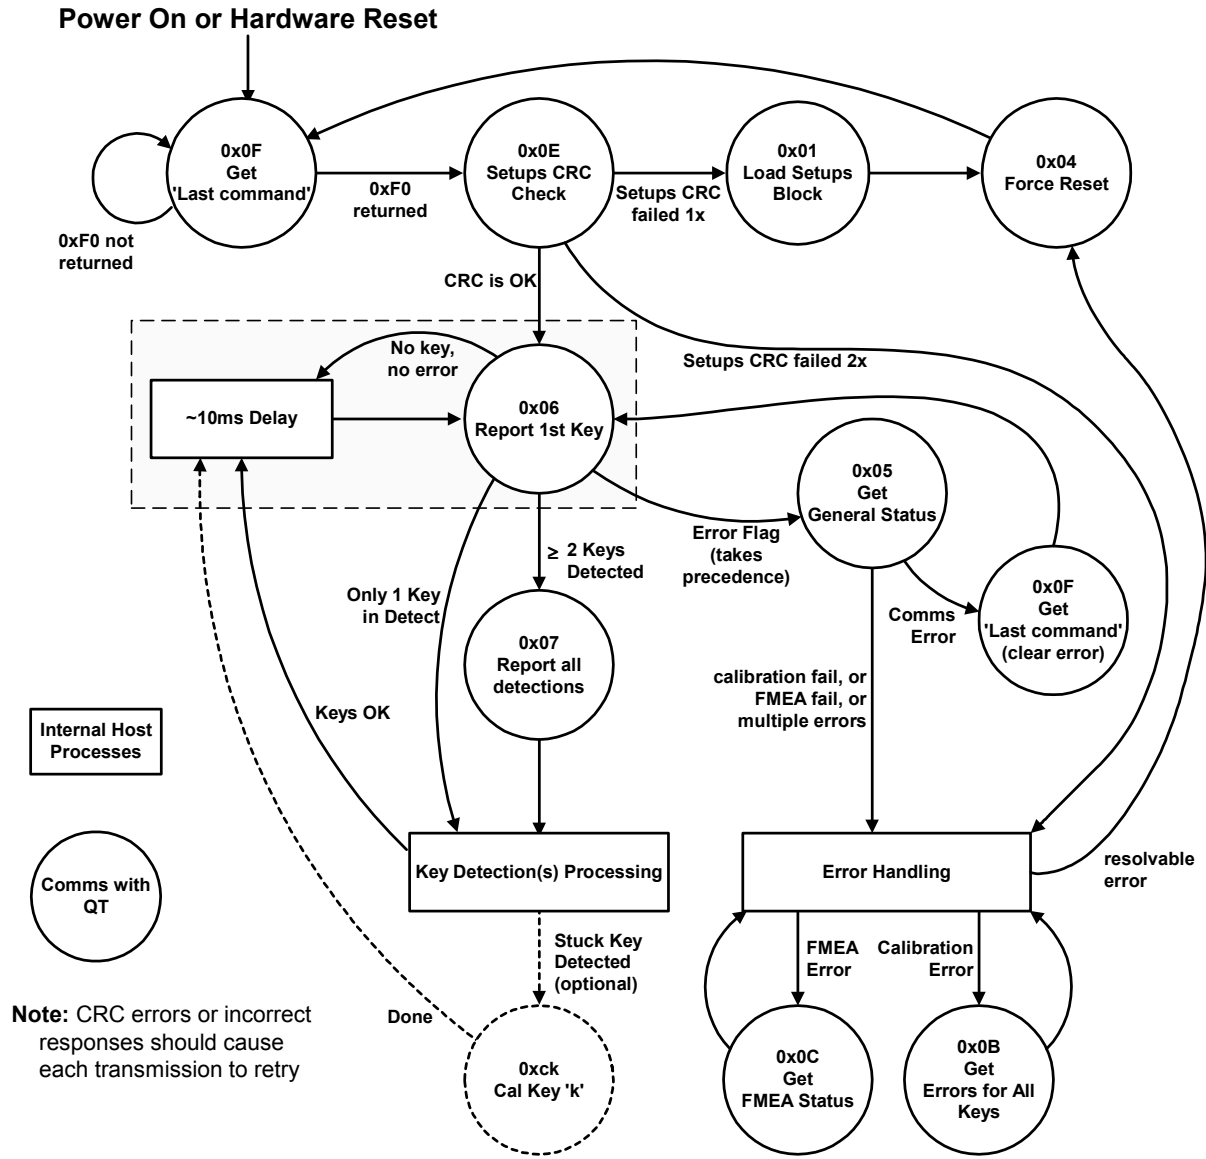 Power On or Hardware Reset
0x0F
Get
'Last command'
0xF0
returned
0xF0 not
returned
0x0E
Setups CRC
Check
Setups CRC
failed 1x
0x01
Load Setups
Block
0x04
Force Reset
CRC is OK
Setups CRC failed 2x
No key,
no error
~10ms Delay
0x06
Report 1st Key
0x05
Get
General Status
Error Flag
(takes
precedence)
≥ 2 Keys
Detected
Only 1 Key
in Detect
0x07
Report all
detections
Comms
Error
0x0F
Get
'Last command'
(clear error)
calibration fail, or
FMEA fail, or
multiple errors
Keys OK
Internal Host
Processes
Key Detection(s) Processing
Error Handling
resolvable
error
Comms with
QT
Stuck Key
Detected
(optional)
FMEA
Error
Calibration
Error
Done
Note: CRC errors or incorrect
responses should cause
each transmission to retry
0xck
Cal Key 'k'
0x0C
Get
FMEA Status
0x0B
Get
Errors for All
Keys